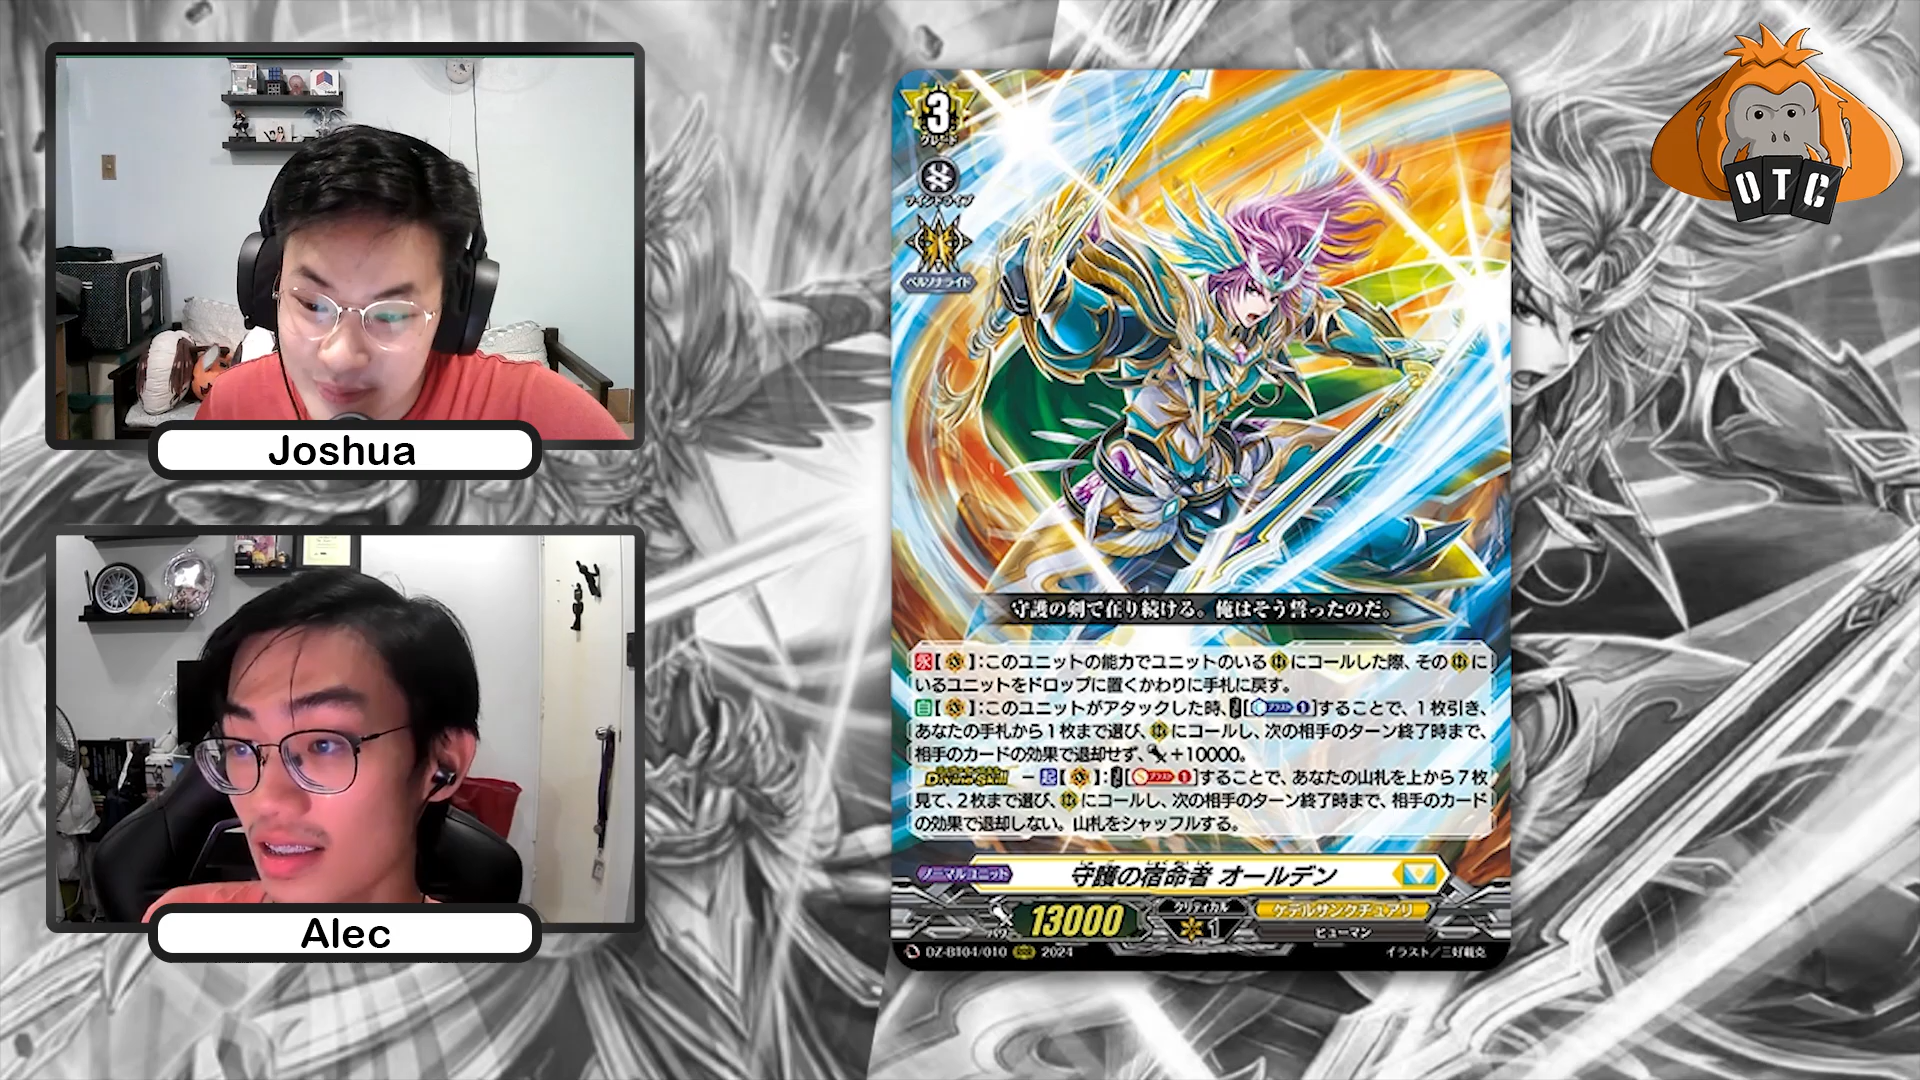 Joshua
Alec
OTC
3
グレード
ツインドライブ
ペルソナライド
守護の剣で在り続ける。俺はそう誓ったのだ。
永【】:このユニットの能力でユニットのいるにコールした際、そのに
いるユニットをドロップに置くかわりに手札に戻す。
自【】:このユニットがアタックした時、[ブラスト1]することで、1枚引き、
あなたの手札から1枚まで選び、にコールし、次の相手のターン終了時まで、
相手のカードの効果で退却せず、+10000。
Divine Skill－起【】:[ブラスト1]することで、あなたの山札を上から7枚
見て、2枚まで選び、にコールし、次の相手のターン終了時まで、相手のカード
の効果で退却しない。山札をシャッフルする。
ノーマルユニット
守護の宿命者 オールデン
パワー 13000
クリティカル
1
ケテルサンクチュアリ
ヒューマン
DZ-BT04/010 RRR 2024
イラスト／三好載克